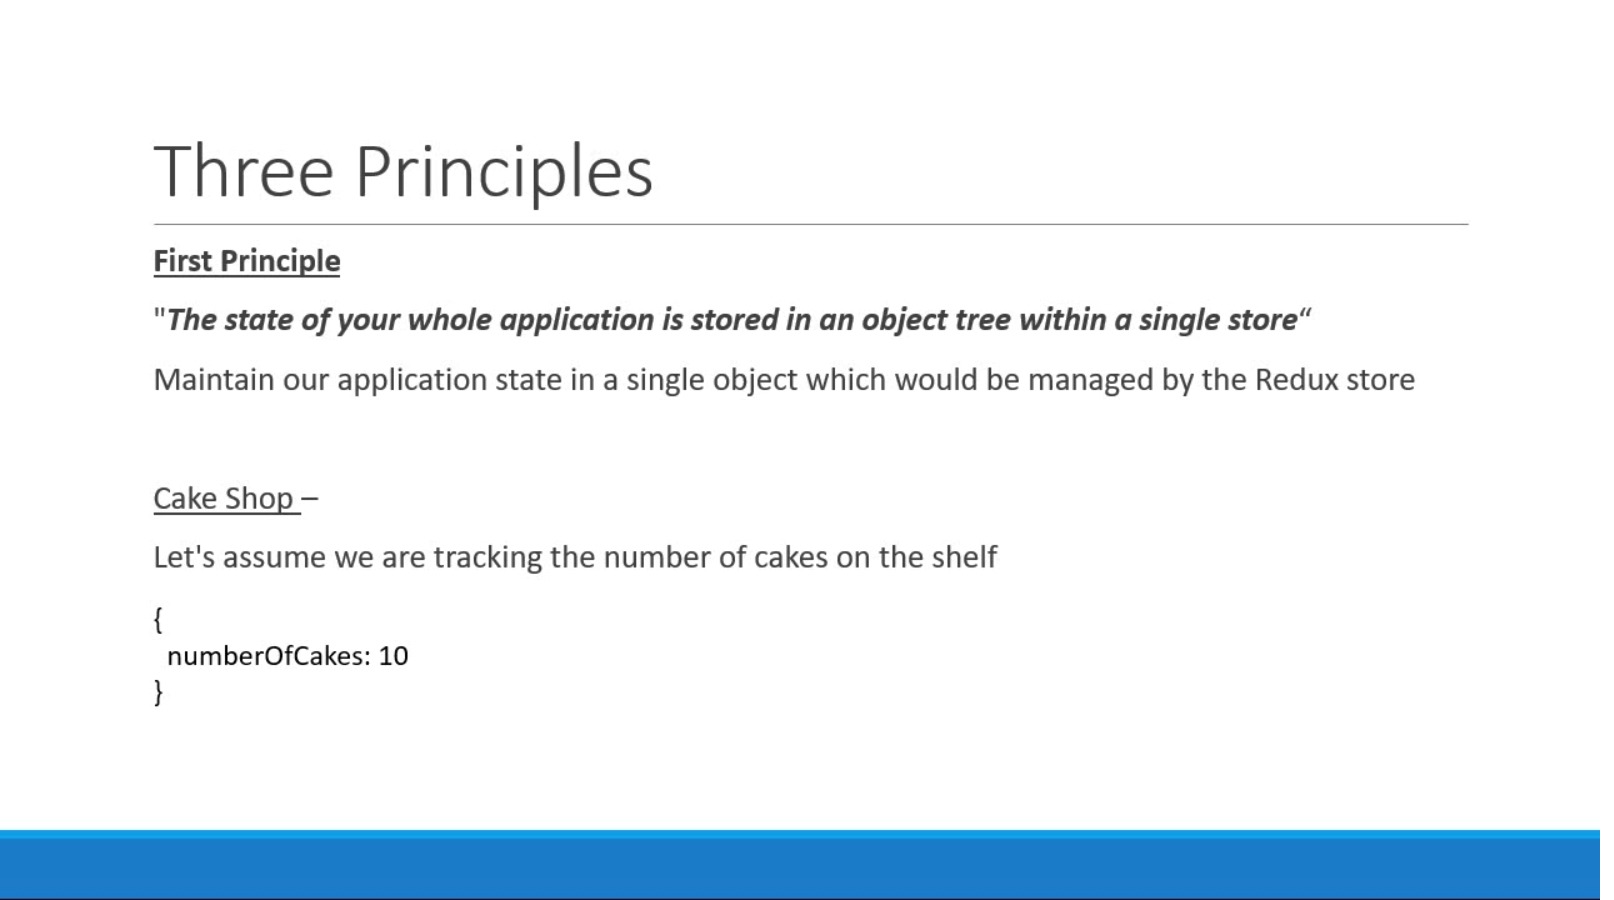 Three Principles
First Principle
"The state of your whole application is stored in an object tree within a single store“
Maintain our application state in a single object which would be managed by the Redux store
Cake Shop –
Let's assume we are tracking the number of cakes on the shelf
{
numberOfCakes: 10
}